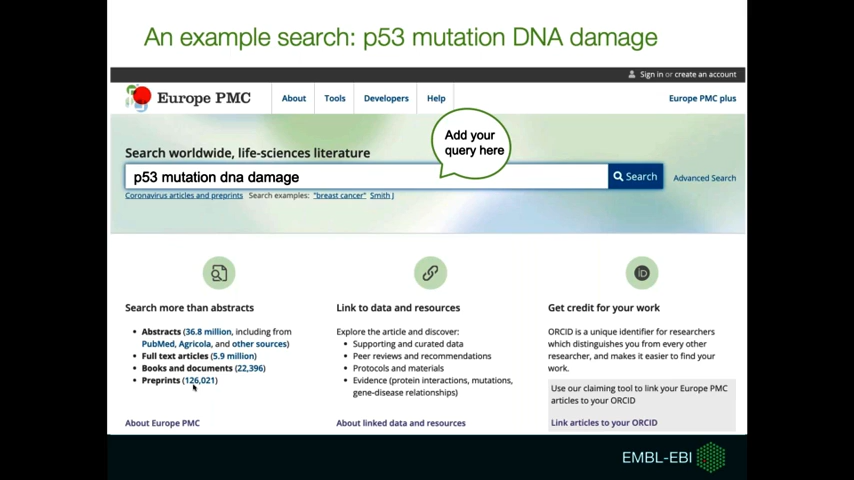 An example search: p53 mutation DNA damage
Sign in or create an account
Europe PMC
About
Tools
Developers
Help
Europe PMC plus
Add your
query here
Search worldwide, life-sciences literature
p53 mutation dna damage
Search
Advanced Search
Coronavirus articles and preprints Search examples: "breast cancer" Smith J
Search more than abstracts
• Abstracts (36.8 million, including from
PubMed, Agricola, and other sources)
• Full text articles (5.9 million)
• Books and documents (22,396)
• Preprints (126,021)
About Europe PMC
Link to data and resources
Explore the article and discover:
• Supporting and curated data
• Peer reviews and recommendations
• Protocols and materials
• Evidence (protein interactions, mutations,
gene-disease relationships)
About linked data and resources
iD
Get credit for your work
ORCID is a unique identifier for researchers
which distinguishes you from every other
researcher, and makes it easier to find your
work.
Use our claiming tool to link your Europe PMC
articles to your ORCID
Link articles to your ORCID
EMBL-EBI